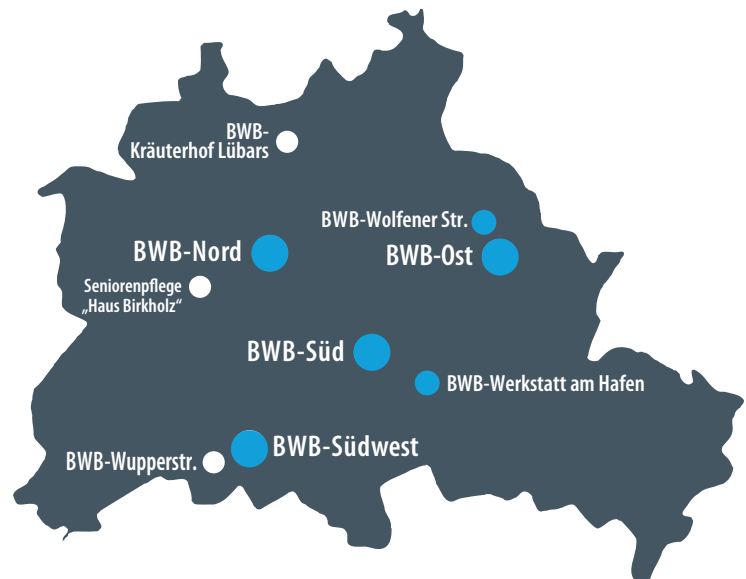 BWB-
Kräuterhof Lübars
BWB-Wolfener Str.
BWB-Nord
BWB-Ost
Seniorenpflege
„Haus Birkholz“
BWB-Süd
BWB-Werkstatt am Hafen
BWB-Südwest
BWB-Wupperstr.